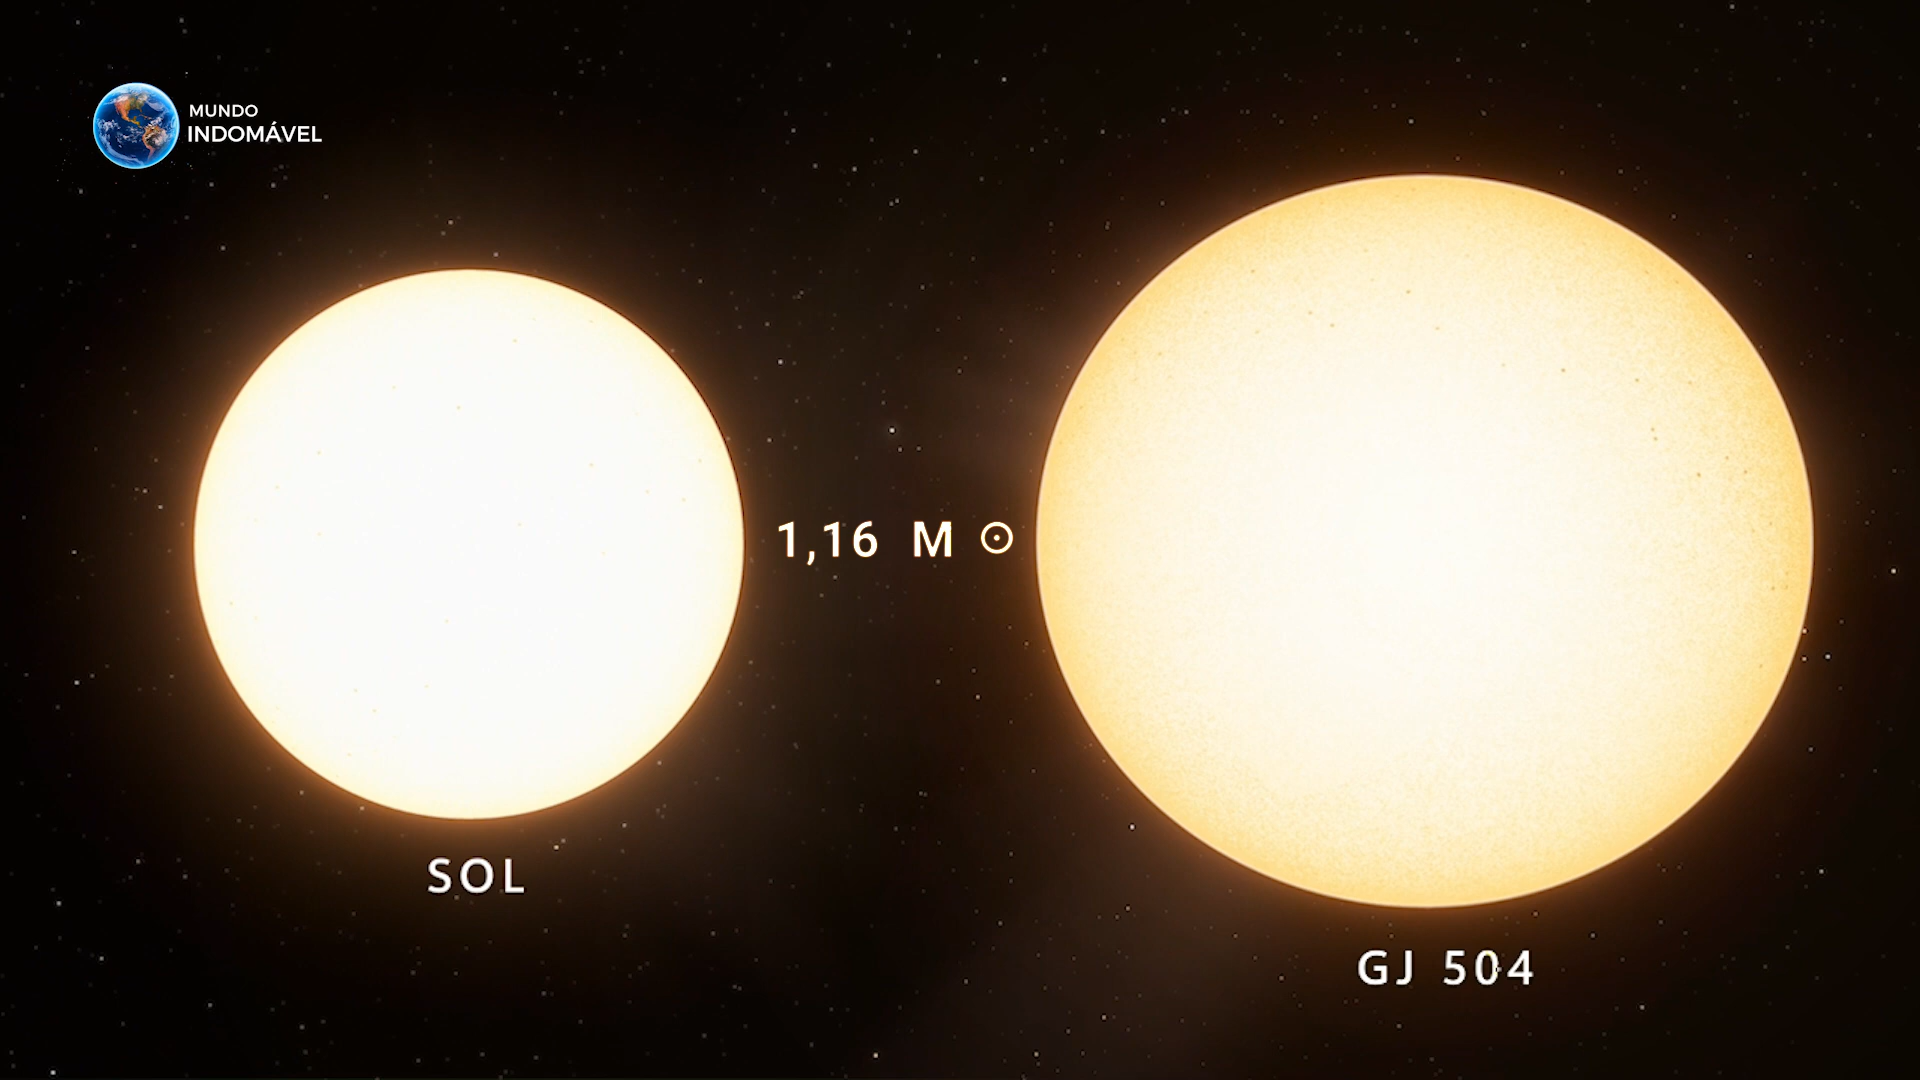 MUNDO
INDOMÁVEL
1,16 M ☉
SOL
GJ 504